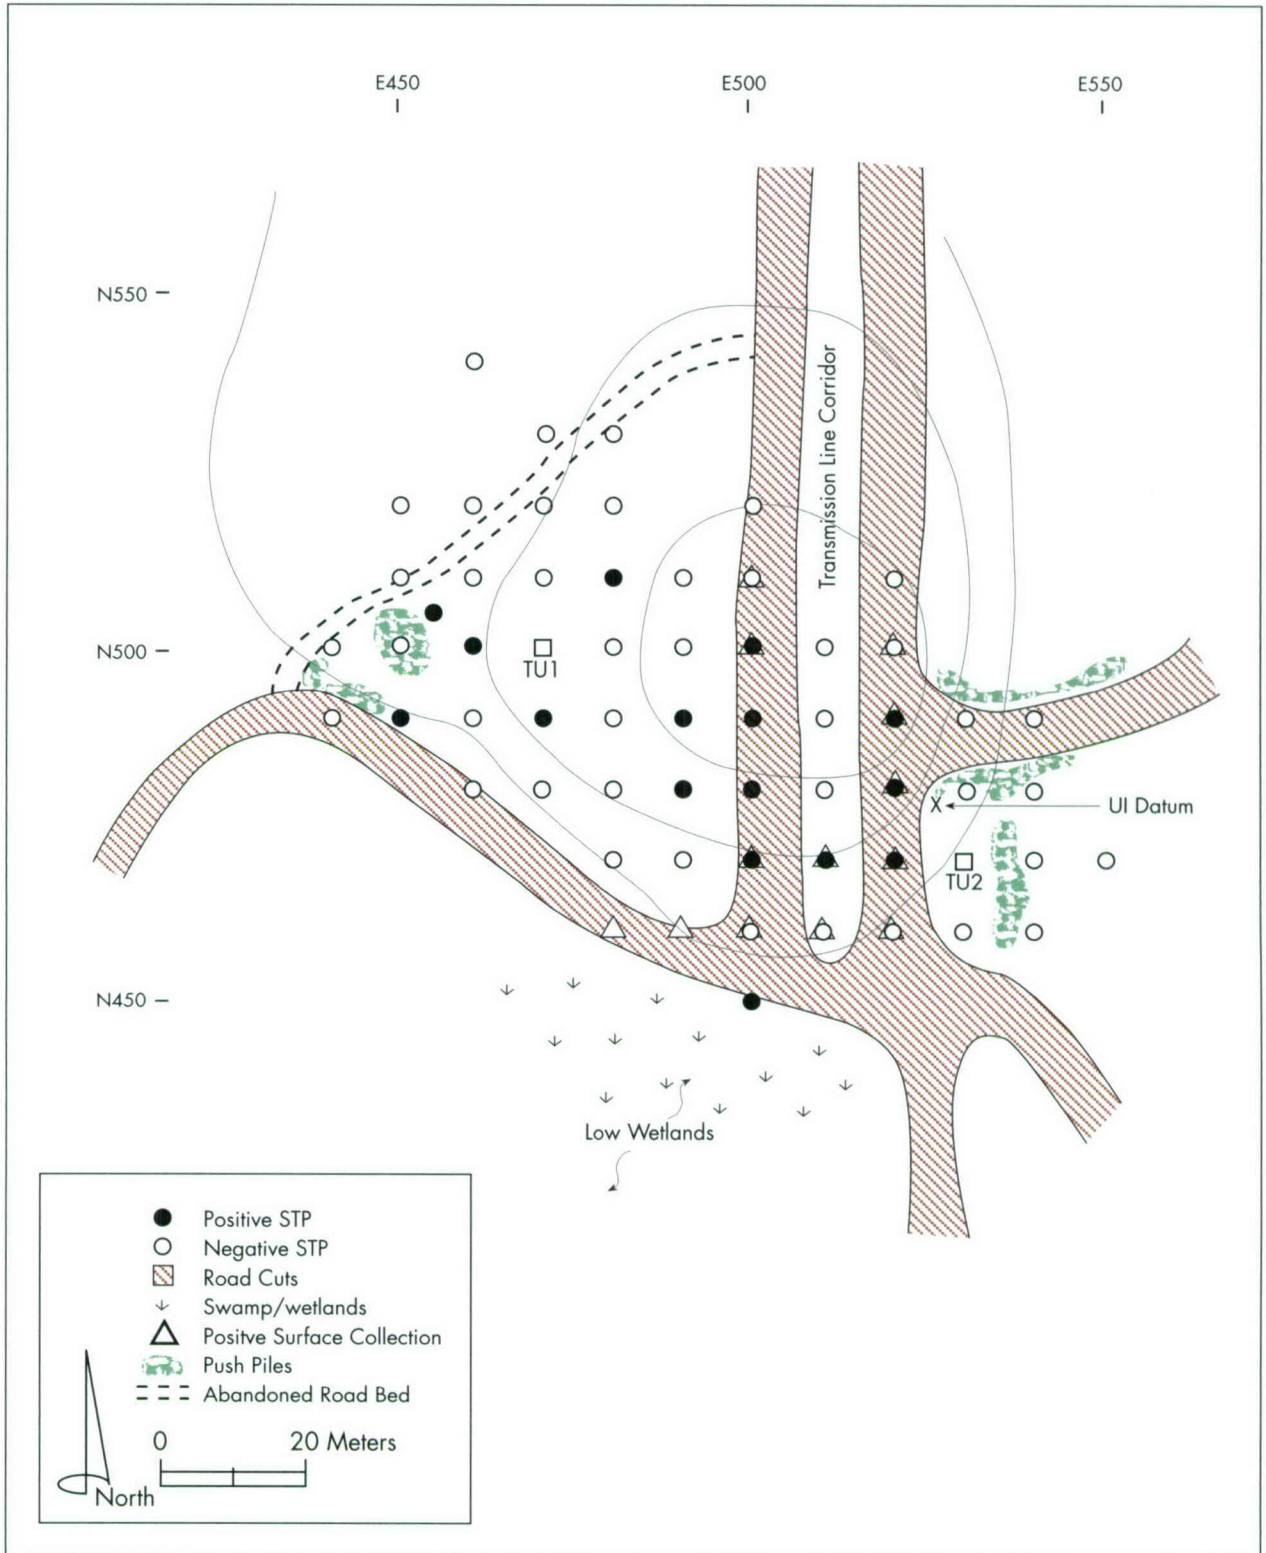 E450
E500
E550
N550
Transmission Line Corridor
N500
TU1
X
UI Datum
TU2
N450
Low Wetlands
Positive STP
Negative STP
Road Cuts
Swamp/wetlands
Positve Surface Collection
Push Piles
Abandoned Road Bed
0
20 Meters
North